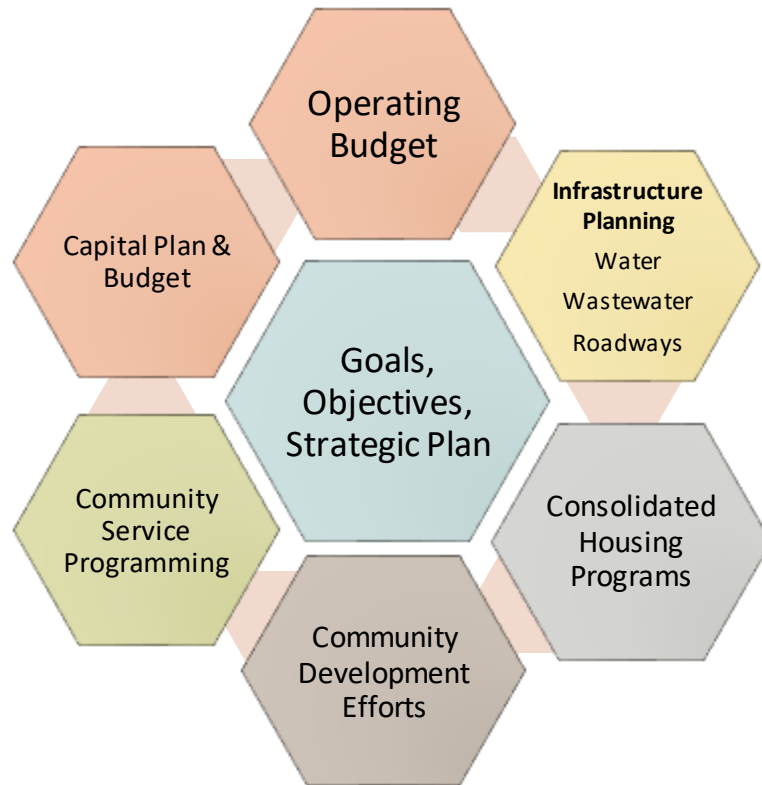 Operating
Budget
Infrastructure
Planning
Water
Wastewater
Roadways
Capital Plan &
Budget
Goals,
Objectives,
Strategic Plan
Community
Service
Programming
Consolidated
Housing
Programs
Community
Development
Efforts